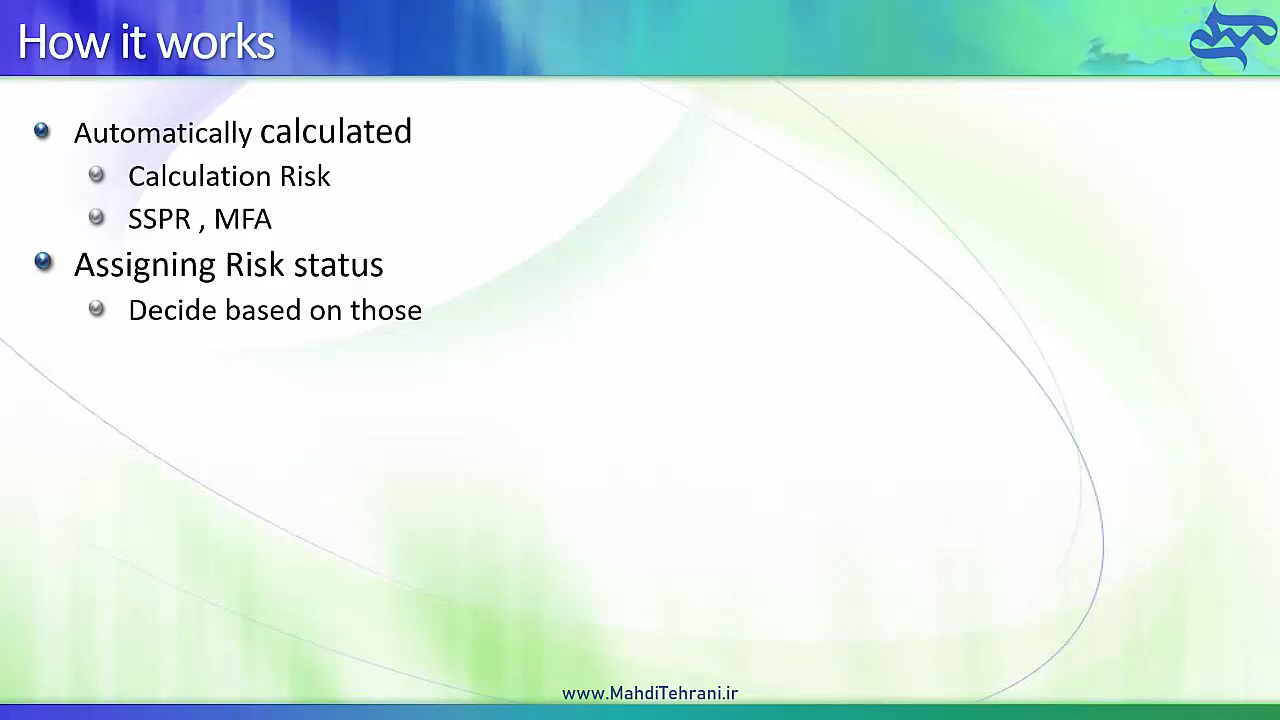 How it works
Automatically calculated
Calculation Risk
SSPR , MFA
Assigning Risk status
Decide based on those
www.MahdiTehrani.ir